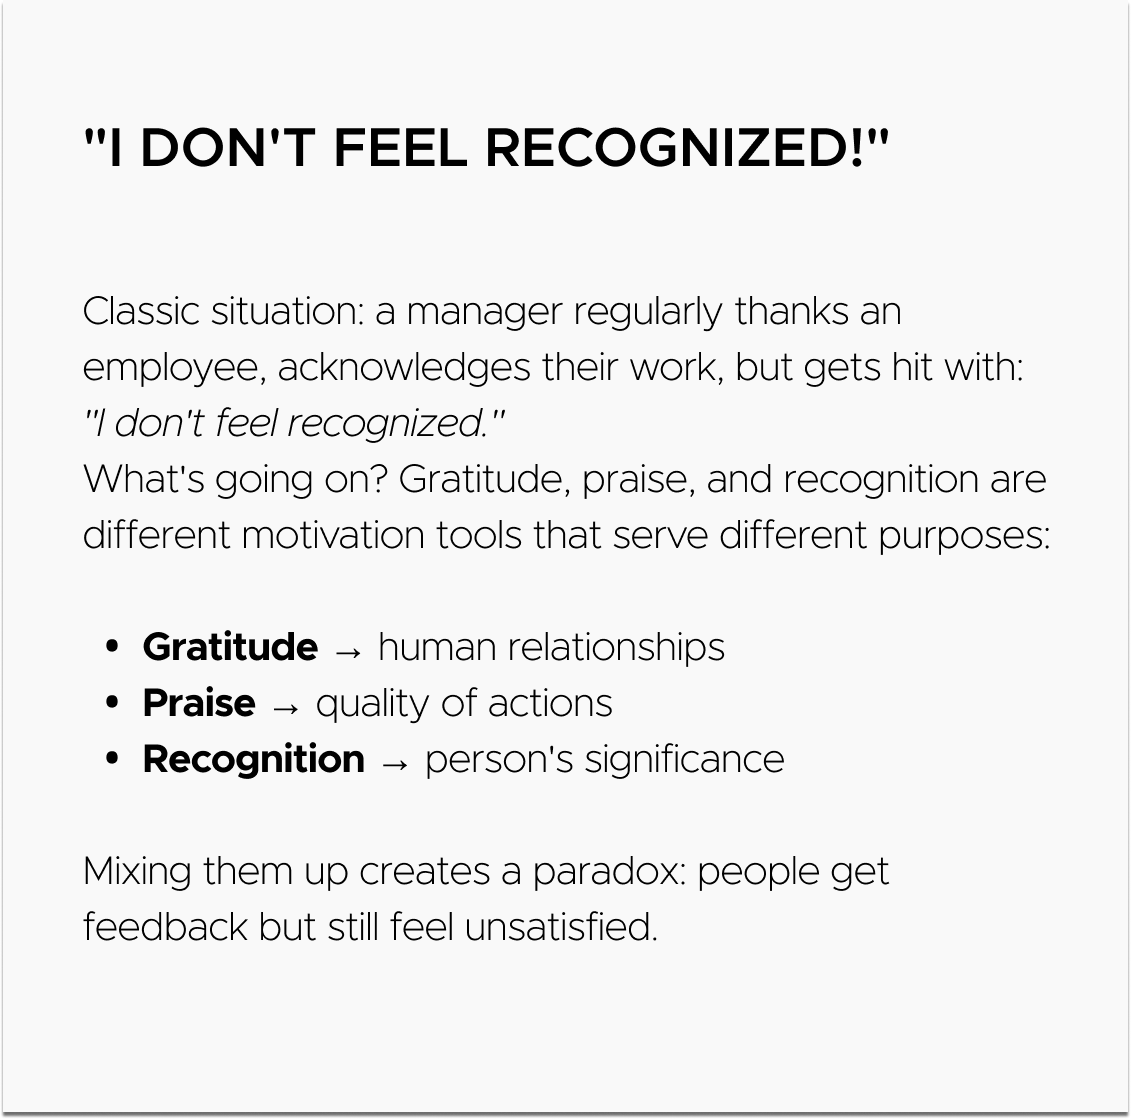 "I DON'T FEEL RECOGNIZED!"
Classic situation: a manager regularly thanks an
employee, acknowledges their work, but gets hit with:
"I don't feel recognized."
What's going on? Gratitude, praise, and recognition are
different motivation tools that serve different purposes:
• Gratitude → human relationships
• Praise → quality of actions
• Recognition → person's significance
Mixing them up creates a paradox: people get
feedback but still feel unsatisfied.